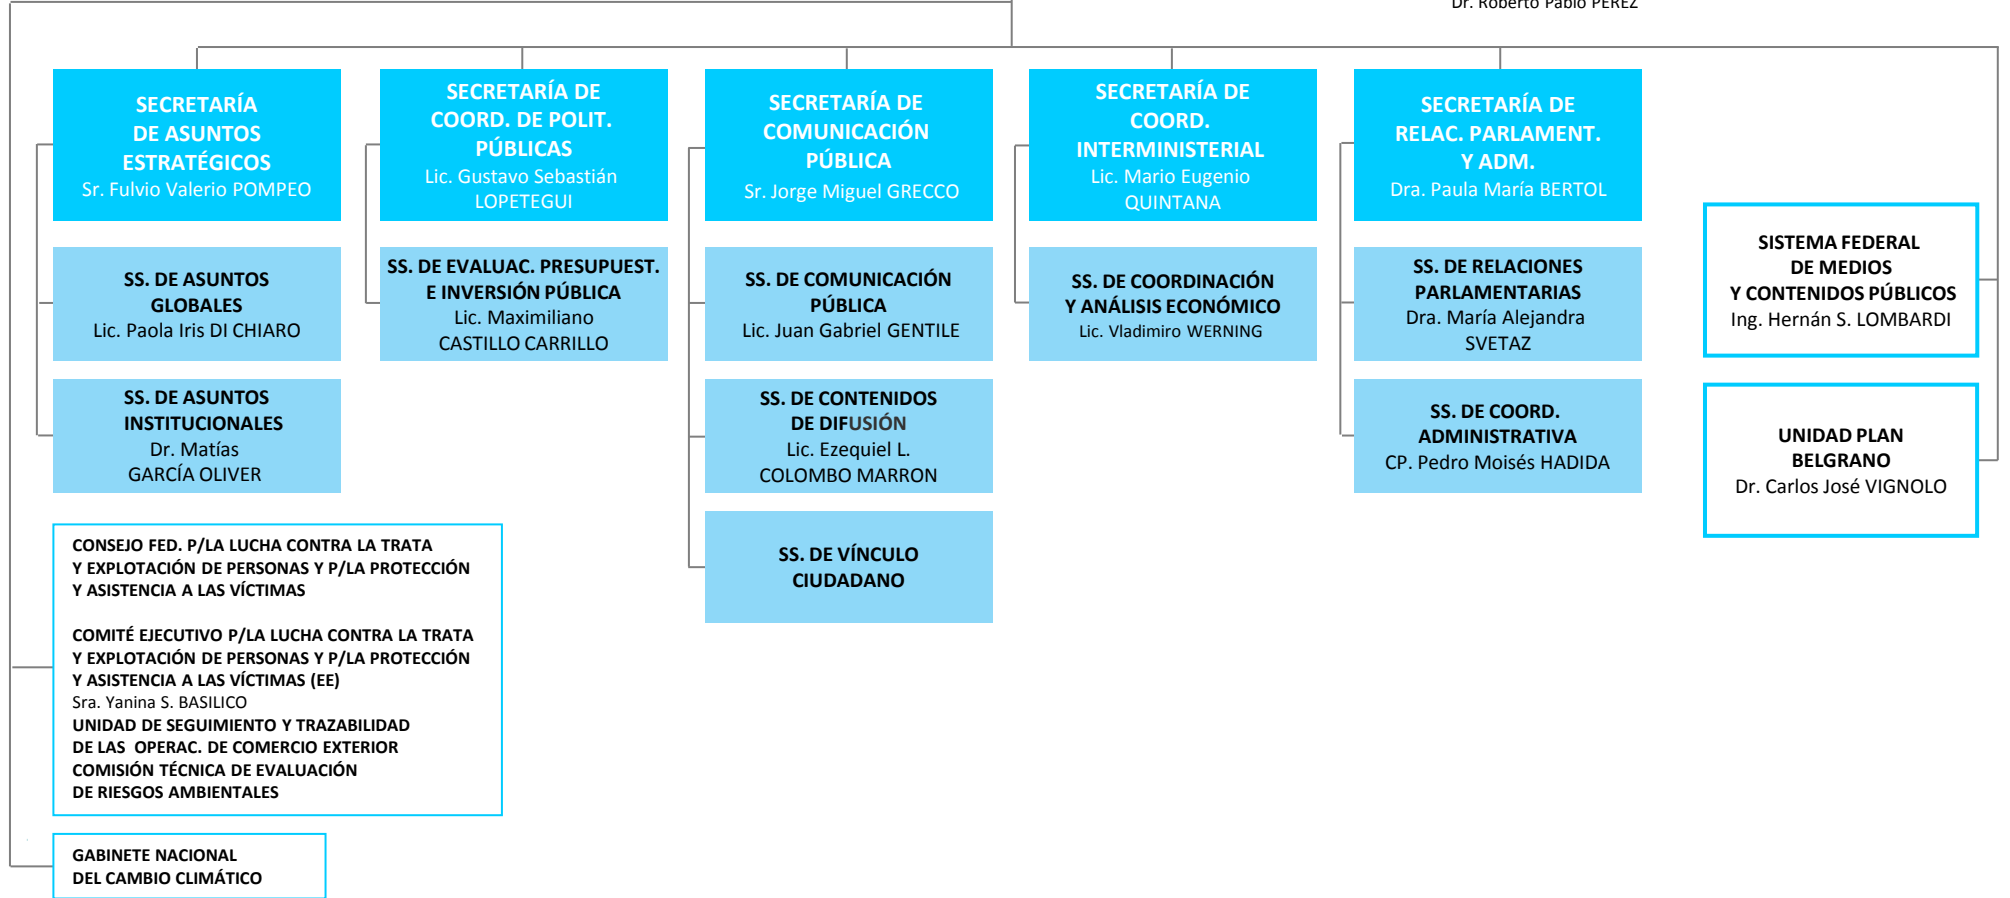 Dr. Roberto Pablo PEREZ
SECRETARÍA
DE ASUNTOS
ESTRATÉGICOS
Sr. Fulvio Valerio POMPEO
SECRETARÍA DE
COORD. DE POLIT.
PÚBLICAS
Lic. Gustavo Sebastián
LOPETEGUI
SECRETARÍA DE
COMUNICACIÓN
PÚBLICA
Sr. Jorge Miguel GRECCO
SECRETARÍA DE
COORD.
INTERMINISTERIAL
Lic. Mario Eugenio
QUINTANA
SECRETARÍA DE
RELAC. PARLAMENT.
Y ADM.
Dra. Paula María BERTOL
SS. DE ASUNTOS
GLOBALES
Lic. Paola Iris DI CHIARO
SS. DE EVALUAC. PRESUPUEST.
E INVERSIÓN PÚBLICA
Lic. Maximiliano
CASTILLO CARRILLO
SS. DE COMUNICACIÓN
PÚBLICA
Lic. Juan Gabriel GENTILE
SS. DE COORDINACIÓN
Y ANÁLISIS ECONÓMICO
Lic. Vladimiro WERNING
SS. DE RELACIONES
PARLAMENTARIAS
Dra. María Alejandra
SVETAZ
SISTEMA FEDERAL
DE MEDIOS
Y CONTENIDOS PÚBLICOS
Ing. Hernán S. LOMBARDI
SS. DE ASUNTOS
INSTITUCIONALES
Dr. Matías
GARCÍA OLIVER
SS. DE CONTENIDOS
DE DIFUSIÓN
Lic. Ezequiel L.
COLOMBO MARRON
SS. DE COORD.
ADMINISTRATIVA
CP. Pedro Moisés HADIDA
UNIDAD PLAN
BELGRANO
Dr. Carlos José VIGNOLO
SS. DE VÍNCULO
CIUDADANO
CONSEJO FED. P/LA LUCHA CONTRA LA TRATA
Y EXPLOTACIÓN DE PERSONAS Y P/LA PROTECCIÓN
Y ASISTENCIA A LAS VÍCTIMAS
COMITÉ EJECUTIVO P/LA LUCHA CONTRA LA TRATA
Y EXPLOTACIÓN DE PERSONAS Y P/LA PROTECCIÓN
Y ASISTENCIA A LAS VÍCTIMAS (EE)
Sra. Yanina S. BASILICO
UNIDAD DE SEGUIMIENTO Y TRAZABILIDAD
DE LAS OPERAC. DE COMERCIO EXTERIOR
COMISIÓN TÉCNICA DE EVALUACIÓN
DE RIESGOS AMBIENTALES
GABINETE NACIONAL
DEL CAMBIO CLIMÁTICO